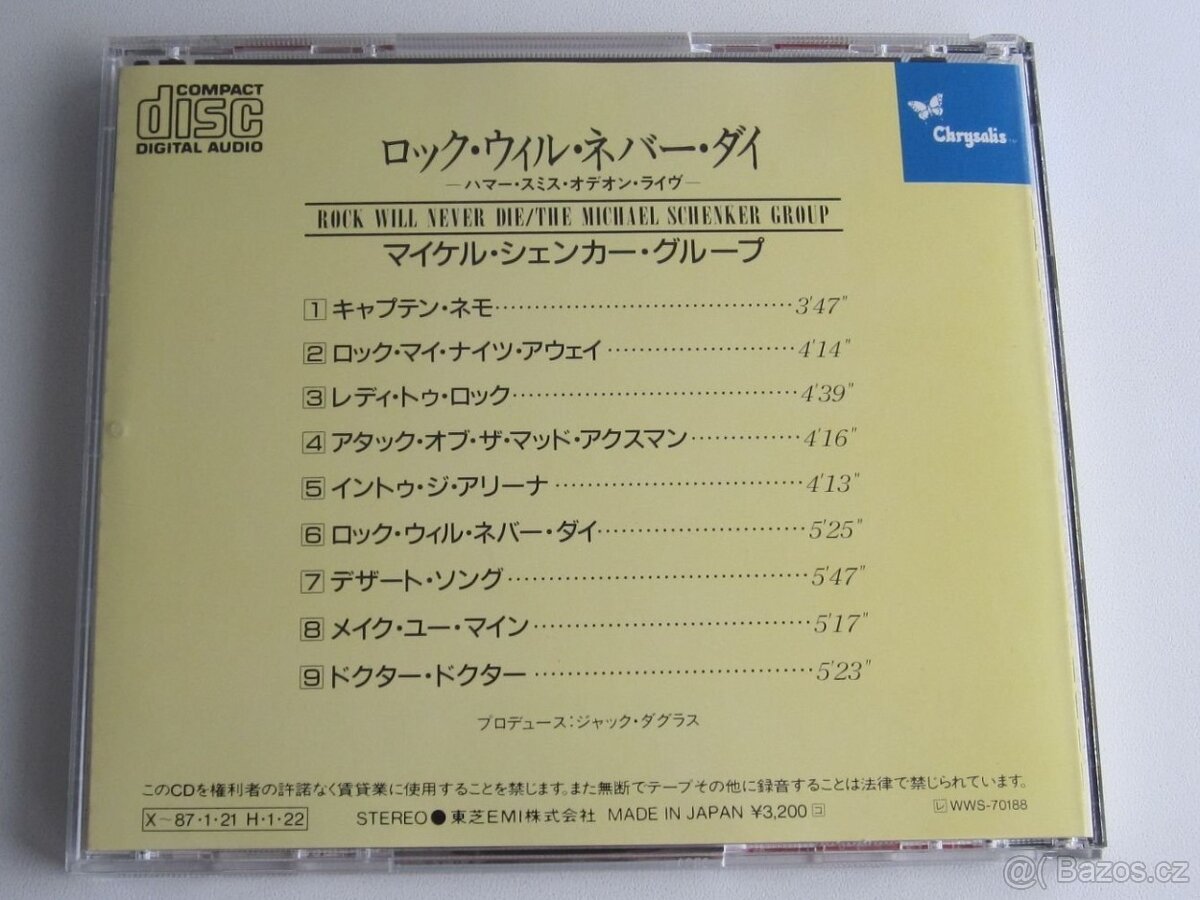 COMPACT
disc
DIGITAL AUDIO
Chrysalis™
ロック・ウィル・ネバー・ダイ
—ハマー・スミス・オデオン・ライヴ—
ROCK WILL NEVER DIE/THE MICHAEL SCHENKER GROUP
マイケル・シェンカー・グループ
1 キャプテン・ネモ 3'47"
2 ロック・マイ・ナイツ・アウェイ 4'14"
3 レディ・トゥ・ロック 4'39"
4 アタック・オブ・ザ・マッド・アクスマン 4'16"
5 イントゥ・ジ・アリーナ 4'13"
6 ロック・ウィル・ネバー・ダイ 5'25"
7 デザート・ソング 5'47"
8 メイク・ユー・マイン 5'17"
9 ドクター・ドクター 5'23"
プロデュース：ジャック・ダグラス
このCDを権利者の許諾なく賃貸業に使用することを禁じます。また無断でテープその他に録音することは法律で禁じられています。
X〜87・1・21 H・1・22 STEREO●東芝EMI株式会社 MADE IN JAPAN ¥3,200 コ レ WWS-70188
@( Bazos.cz